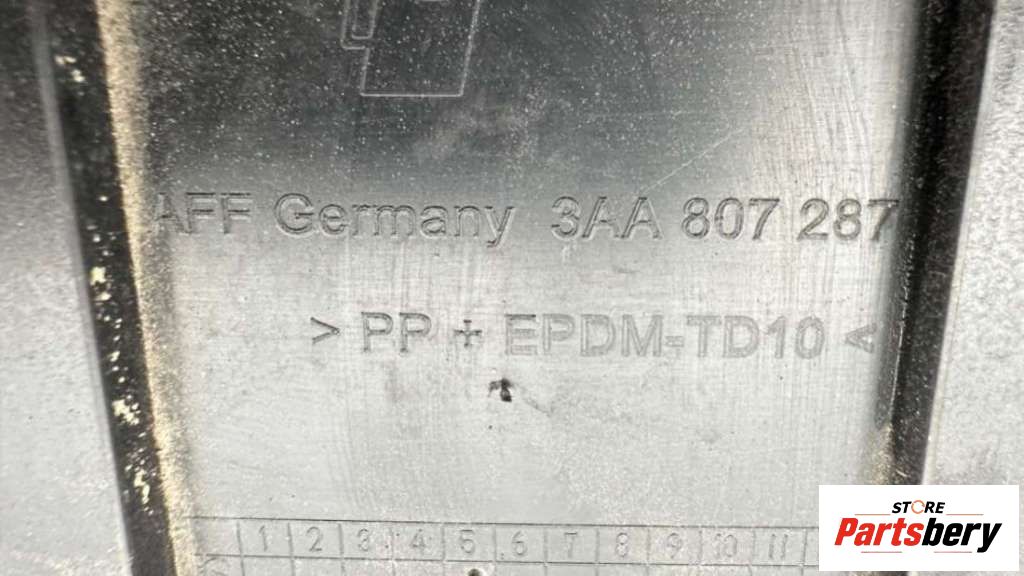 AFF Germany 3AA 807 287
> PP + EPDM-TD10 <
1 2 3 4 5 6 7 8 9 10 11
STORE
Partsbery